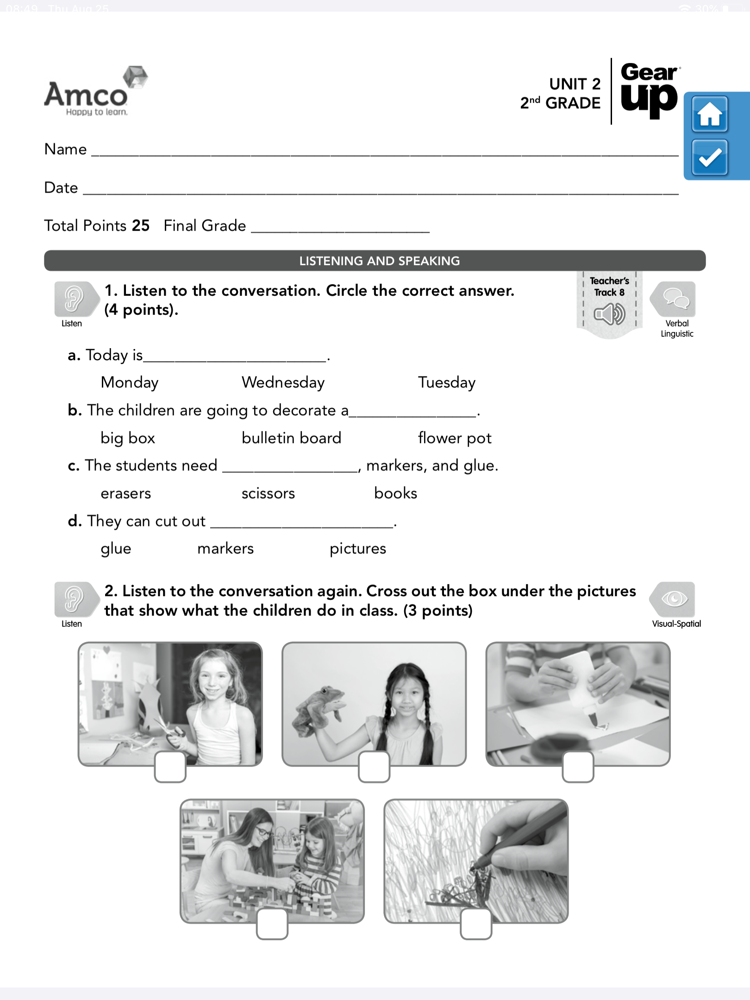 08:49 Thu Aug 25
30%
Amco
Happy to learn.
UNIT 2
2nd GRADE
Gear
up
Name
Date
Total Points 25 Final Grade
LISTENING AND SPEAKING
Listen
1. Listen to the conversation. Circle the correct answer.
(4 points).
Teacher's
Track 8
Verbal
Linguistic
a. Today is______________.
Monday Wednesday Tuesday
b. The children are going to decorate a______________.
big box bulletin board flower pot
c. The students need ______________, markers, and glue.
erasers scissors books
d. They can cut out ______________.
glue markers pictures
Listen
2. Listen to the conversation again. Cross out the box under the pictures
that show what the children do in class. (3 points)
Visual-Spatial